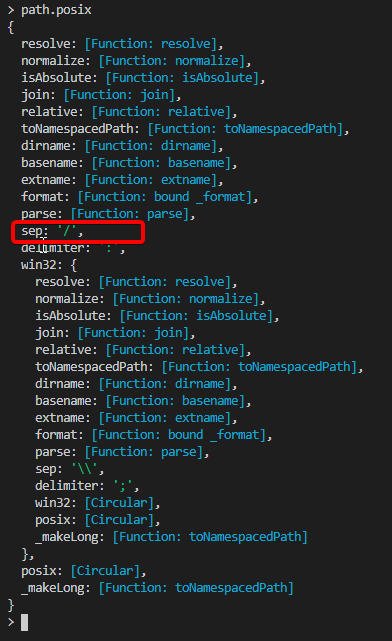 > path.posix
{
  resolve: [Function: resolve],
  normalize: [Function: normalize],
  isAbsolute: [Function: isAbsolute],
  join: [Function: join],
  relative: [Function: relative],
  toNamespacedPath: [Function: toNamespacedPath],
  dirname: [Function: dirname],
  basename: [Function: basename],
  extname: [Function: extname],
  format: [Function: bound _format],
  parse: [Function: parse],
  sep: '/',
  delimiter: ':',
  win32: {
    resolve: [Function: resolve],
    normalize: [Function: normalize],
    isAbsolute: [Function: isAbsolute],
    join: [Function: join],
    relative: [Function: relative],
    toNamespacedPath: [Function: toNamespacedPath],
    dirname: [Function: dirname],
    basename: [Function: basename],
    extname: [Function: extname],
    format: [Function: bound _format],
    parse: [Function: parse],
    sep: '\\',
    delimiter: ';',
    win32: [Circular],
    posix: [Circular],
    _makeLong: [Function: toNamespacedPath]
  },
  posix: [Circular],
  _makeLong: [Function: toNamespacedPath]
}
>